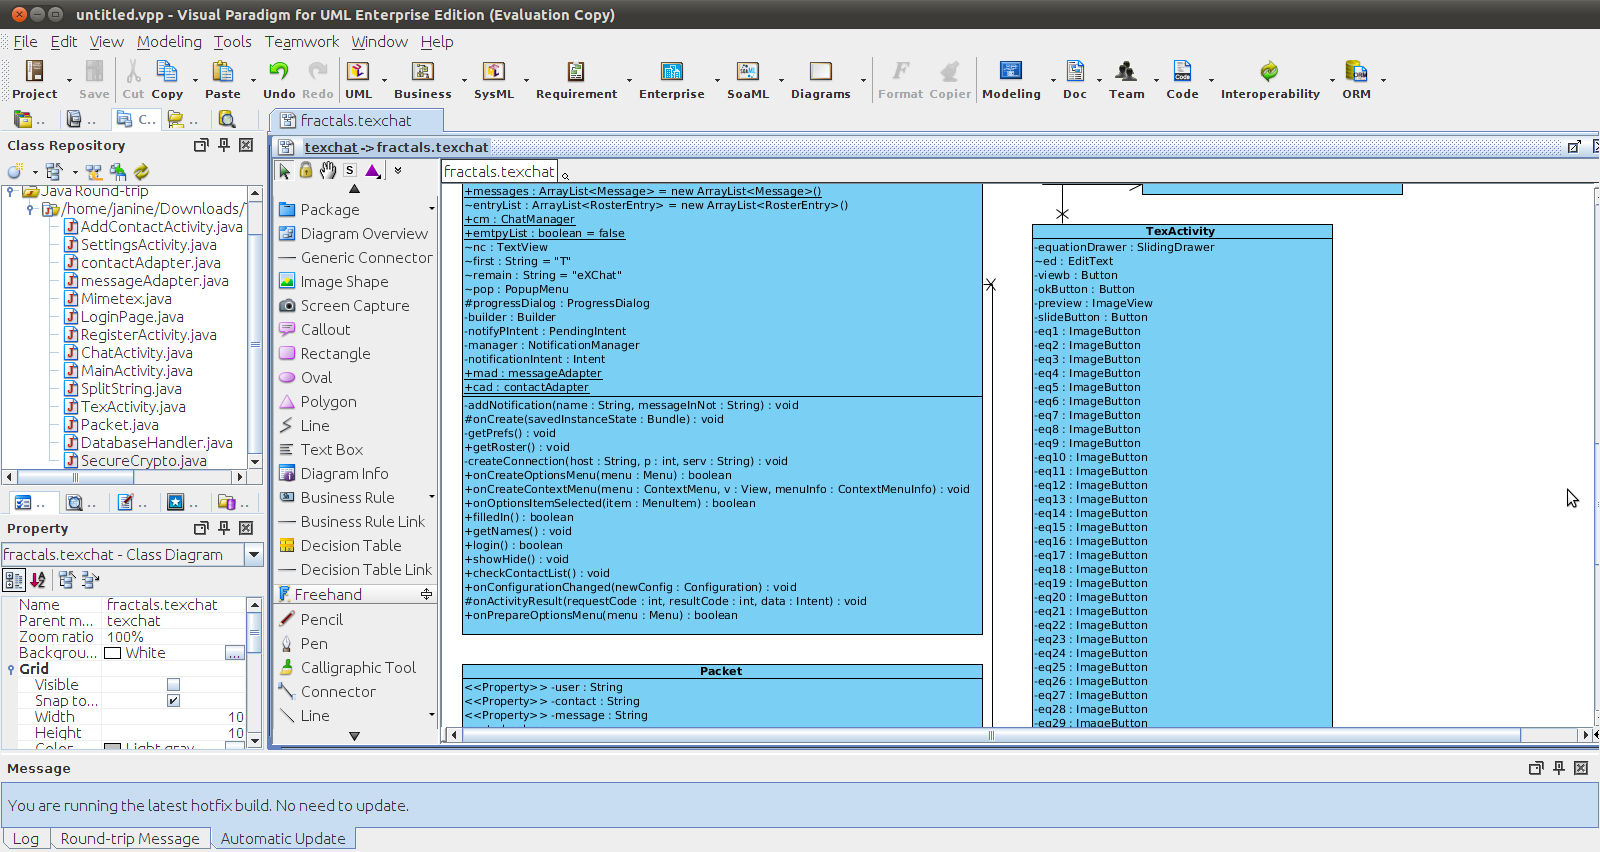 untitled.vpp - Visual Paradigm for UML Enterprise Edition (Evaluation Copy)
File Edit View Modeling Tools Teamwork Window Help
Project Save Cut Copy Paste Undo Redo UML Business SysML Requirement Enterprise SoaML Diagrams Format Copier Modeling Doc Team Code Interoperability ORM
.. .. C.. ..
fractals.texchat
Class Repository
Java Round-trip
/home/janine/Downloads/
AddContactActivity.java
SettingsActivity.java
contactAdapter.java
messageAdapter.java
Mimetex.java
LoginPage.java
RegisterActivity.java
ChatActivity.java
MainActivity.java
SplitString.java
TexActivity.java
Packet.java
DatabaseHandler.java
SecureCrypto.java
Property
fractals.texchat - Class Diagram
Name fractals.texchat
Parent m... texchat
Zoom ratio 100%
Backgrou... White ...
Grid
Visible
Snap to...
Width 10
Height 10
Color Light gray
texchat->fractals.texchat
S
fractals.texchat
Package
Diagram Overview
Generic Connector
Image Shape
Screen Capture
Callout
Rectangle
Oval
Polygon
Line
Text Box
Diagram Info
Business Rule
Business Rule Link
Decision Table
Decision Table Link
Freehand
Pencil
Pen
Calligraphic Tool
Connector
Line
+messages : ArrayList<Message> = new ArrayList<Message>()
~entryList : ArrayList<RosterEntry> = new ArrayList<RosterEntry>()
+cm : ChatManager
+emtpyList : boolean = false
~nc : TextView
~first : String = "T"
~remain : String = "eXChat"
~pop : PopupMenu
#progressDialog : ProgressDialog
-builder : Builder
-notifyPIntent : PendingIntent
-manager : NotificationManager
-notificationIntent : Intent
+mad : messageAdapter
+cad : contactAdapter
-addNotification(name : String, messageInNot : String) : void
#onCreate(savedInstanceState : Bundle) : void
-getPrefs() : void
+getRoster() : void
-createConnection(host : String, p : int, serv : String) : void
+onCreateOptionsMenu(menu : Menu) : boolean
+onCreateContextMenu(menu : ContextMenu, v : View, menuInfo : ContextMenuInfo) : void
+onOptionsItemSelected(item : MenuItem) : boolean
+filledIn() : boolean
+getNames() : void
+login() : boolean
+showHide() : void
+checkContactList() : void
+onConfigurationChanged(newConfig : Configuration) : void
#onActivityResult(requestCode : int, resultCode : int, data : Intent) : void
+onPrepareOptionsMenu(menu : Menu) : boolean
Packet
<<Property>> -user : String
<<Property>> -contact : String
<<Property>> -message : String
TexActivity
-equationDrawer : SlidingDrawer
~ed : EditText
-viewb : Button
-okButton : Button
-preview : ImageView
-slideButton : Button
-eq1 : ImageButton
-eq2 : ImageButton
-eq3 : ImageButton
-eq4 : ImageButton
-eq5 : ImageButton
-eq6 : ImageButton
-eq7 : ImageButton
-eq8 : ImageButton
-eq9 : ImageButton
-eq10 : ImageButton
-eq11 : ImageButton
-eq12 : ImageButton
-eq13 : ImageButton
-eq14 : ImageButton
-eq15 : ImageButton
-eq16 : ImageButton
-eq17 : ImageButton
-eq18 : ImageButton
-eq19 : ImageButton
-eq20 : ImageButton
-eq21 : ImageButton
-eq22 : ImageButton
-eq23 : ImageButton
-eq24 : ImageButton
-eq25 : ImageButton
-eq26 : ImageButton
-eq27 : ImageButton
-eq28 : ImageButton
-eq29 : ImageButton
Message
You are running the latest hotfix build. No need to update.
Log Round-trip Message Automatic Update